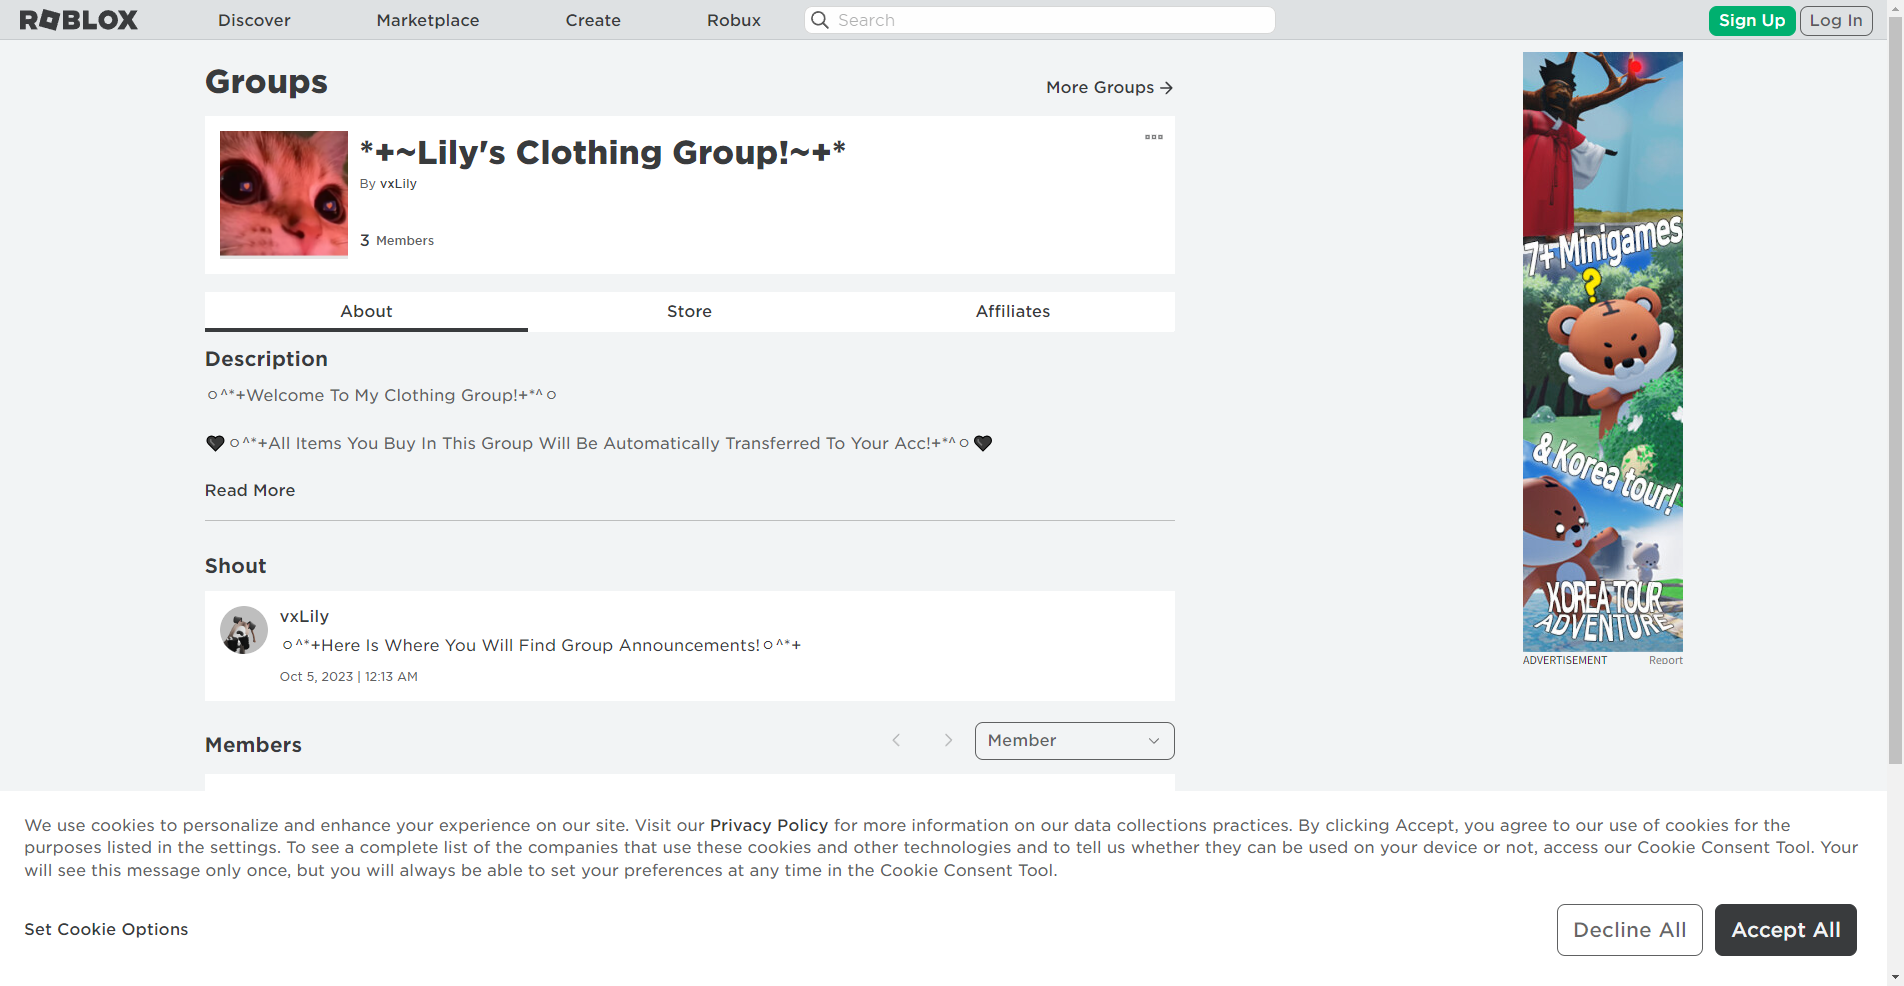 ROBLOX
Discover
Marketplace
Create
Robux
Search
Sign Up
Log In
Groups
More Groups →
*+~Lily's Clothing Group!~+*
By vxLily
3 Members
About
Store
Affiliates
Description
○^*+Welcome To My Clothing Group!+*^○
🖤○^*+All Items You Buy In This Group Will Be Automatically Transferred To Your Acc!+*^○🖤
Read More
Shout
vxLily
○^*+Here Is Where You Will Find Group Announcements!○^*+
Oct 5, 2023 | 12:13 AM
Members
Member
7+ Minigames
?
& Korea tour!
KOREA TOUR
ADVENTURE
ADVERTISEMENT
Report
We use cookies to personalize and enhance your experience on our site. Visit our Privacy Policy for more information on our data collections practices. By clicking Accept, you agree to our use of cookies for the
purposes listed in the settings. To see a complete list of the companies that use these cookies and other technologies and to tell us whether they can be used on your device or not, access our Cookie Consent Tool. Your
will see this message only once, but you will always be able to set your preferences at any time in the Cookie Consent Tool.
Set Cookie Options
Decline All
Accept All